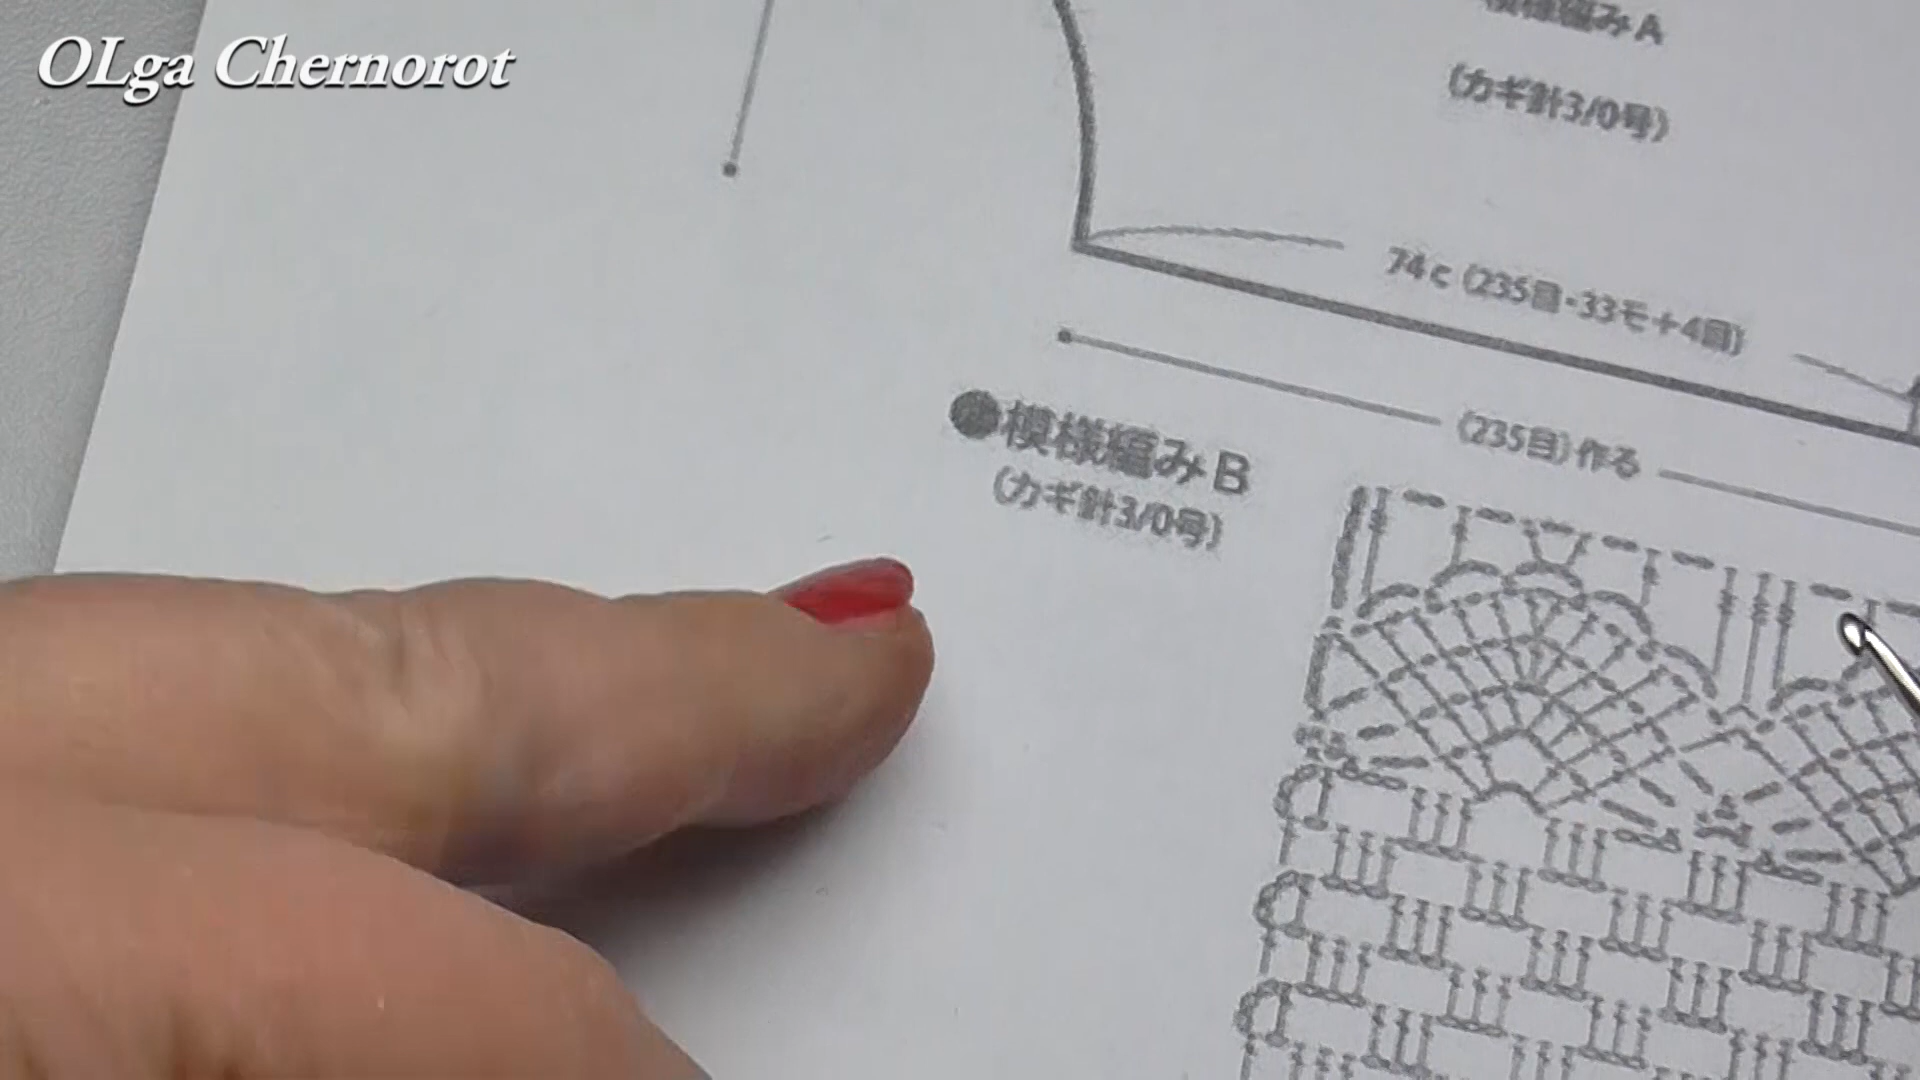 OLga Chernorot
模様編みA
(カギ針3/0号)
74c(235目・33モ+4目)
(235目)作る
●模様編みB
(カギ針3/0号)